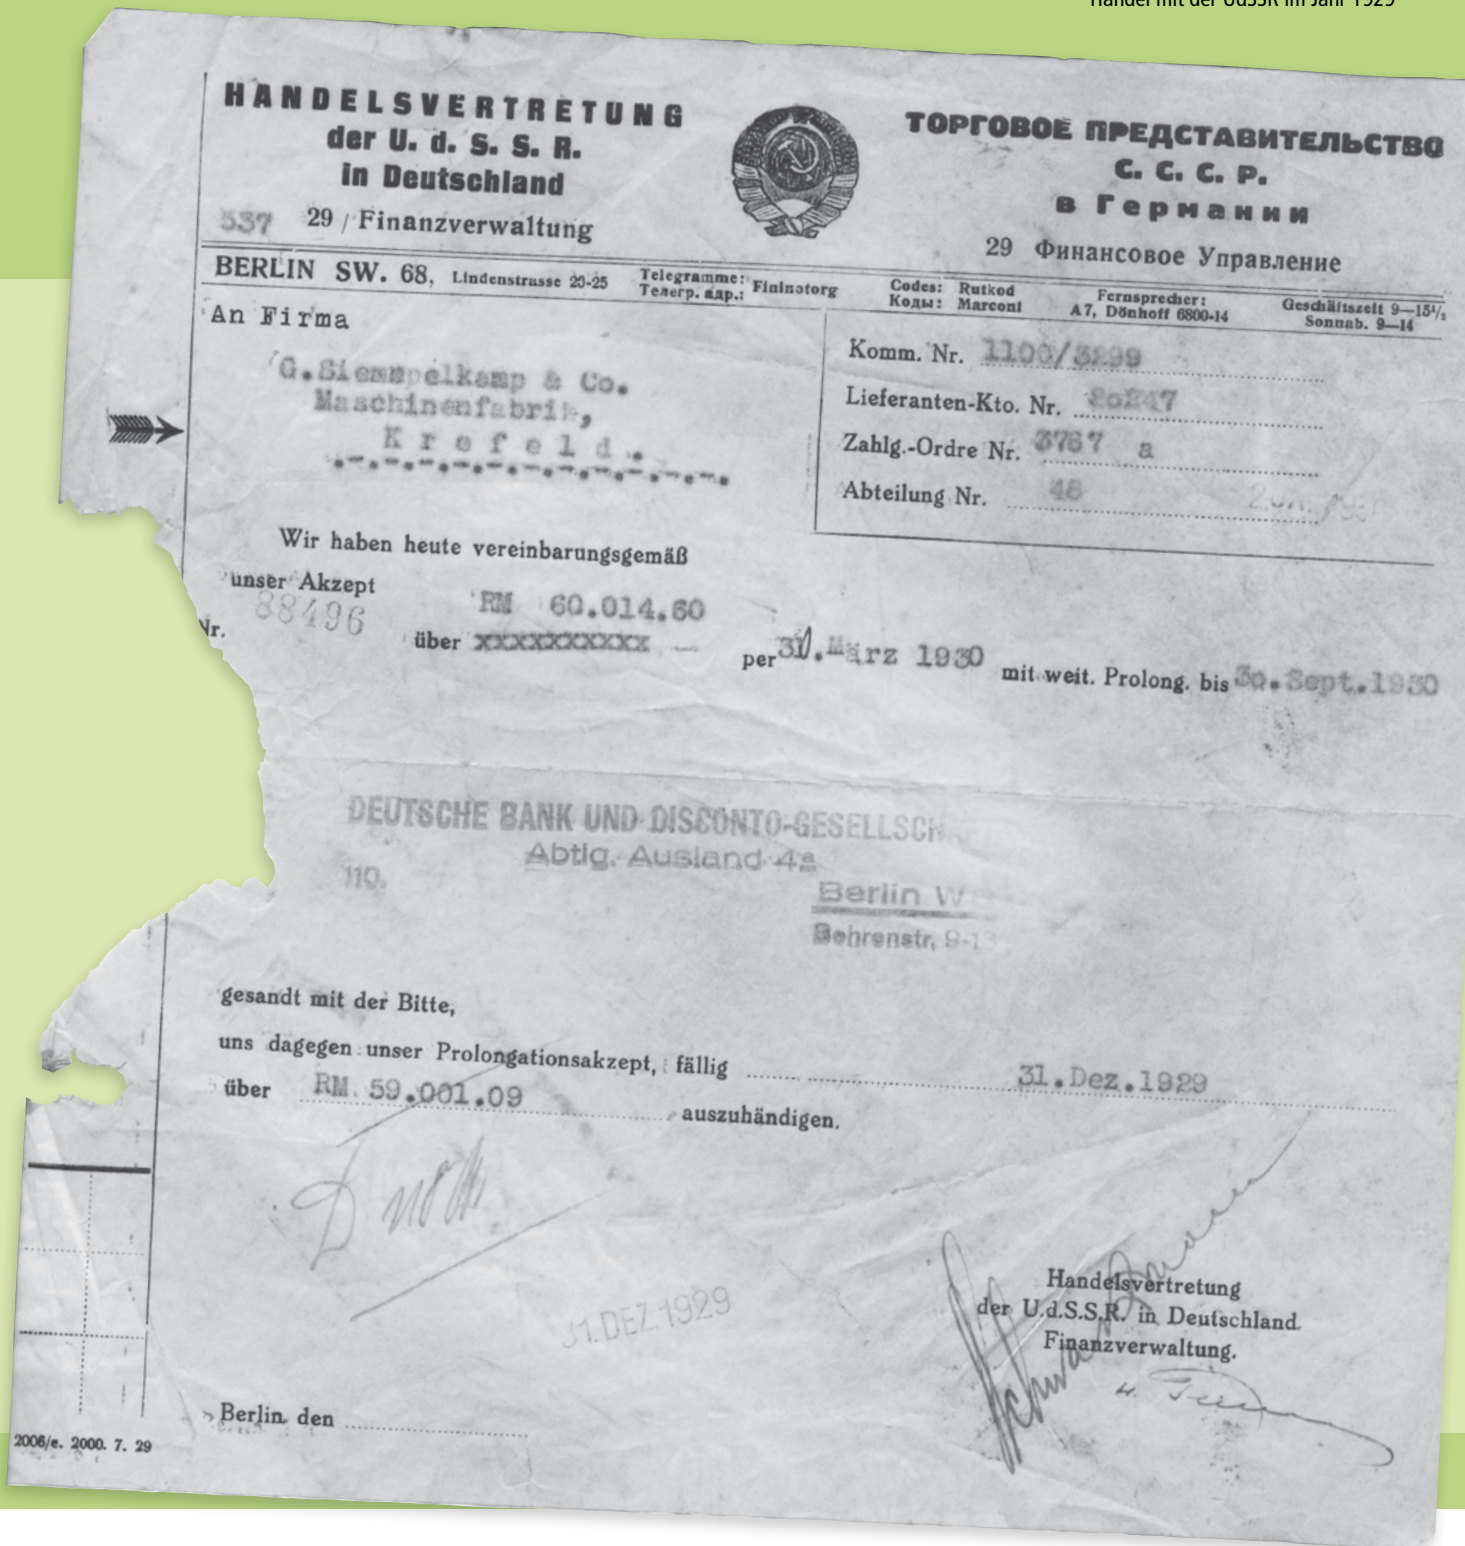 Handel mit der UdSSR im Jahr 1929
HANDELSVERTRETUNG
der U. d. S. S. R.
in Deutschland
537 29 / Finanzverwaltung
ТОРГОВОЕ ПРЕДСТАВИТЕЛЬСТВО
С. С. С. Р.
в Германии
29 Финансовое Управление
BERLIN SW. 68, Lindenstrasse 20-25
Telegramme: Fininotorg
Телегр. адр.:
Codes: Rutkod
Коды: Marconi
Fernsprecher:
A 7, Dönhoff 6800-14
Geschäftszeit 9—15½
Sonnab. 9—14
An Firma
G.Siempelkamp & Co.
Maschinenfabrik,
Krefeld.
Komm. Nr. 1100/3299
Lieferanten-Kto. Nr.
Zahlg.-Ordre Nr. 3767 a
Abteilung Nr. 48
Wir haben heute vereinbarungsgemäß
unser Akzept
Nr. 88496
RM 60.014.60
über xxxxxxxxxx
per März 1930 mit weit. Prolong. bis 30.Sept.1930
DEUTSCHE BANK UND DISCONTO-GESELLSCH
Abtlg. Ausland 4a
110.
Berlin W
Behrenstr. 9-13
gesandt mit der Bitte,
uns dagegen unser Prolongationsakzept, fällig 31.Dez.1929
über RM. 59.001.09 auszuhändigen.
31.DEZ.1929
Handelsvertretung
der U.d.S.S.R. in Deutschland
Finanzverwaltung.
Berlin, den
2006/e. 2000. 7. 29